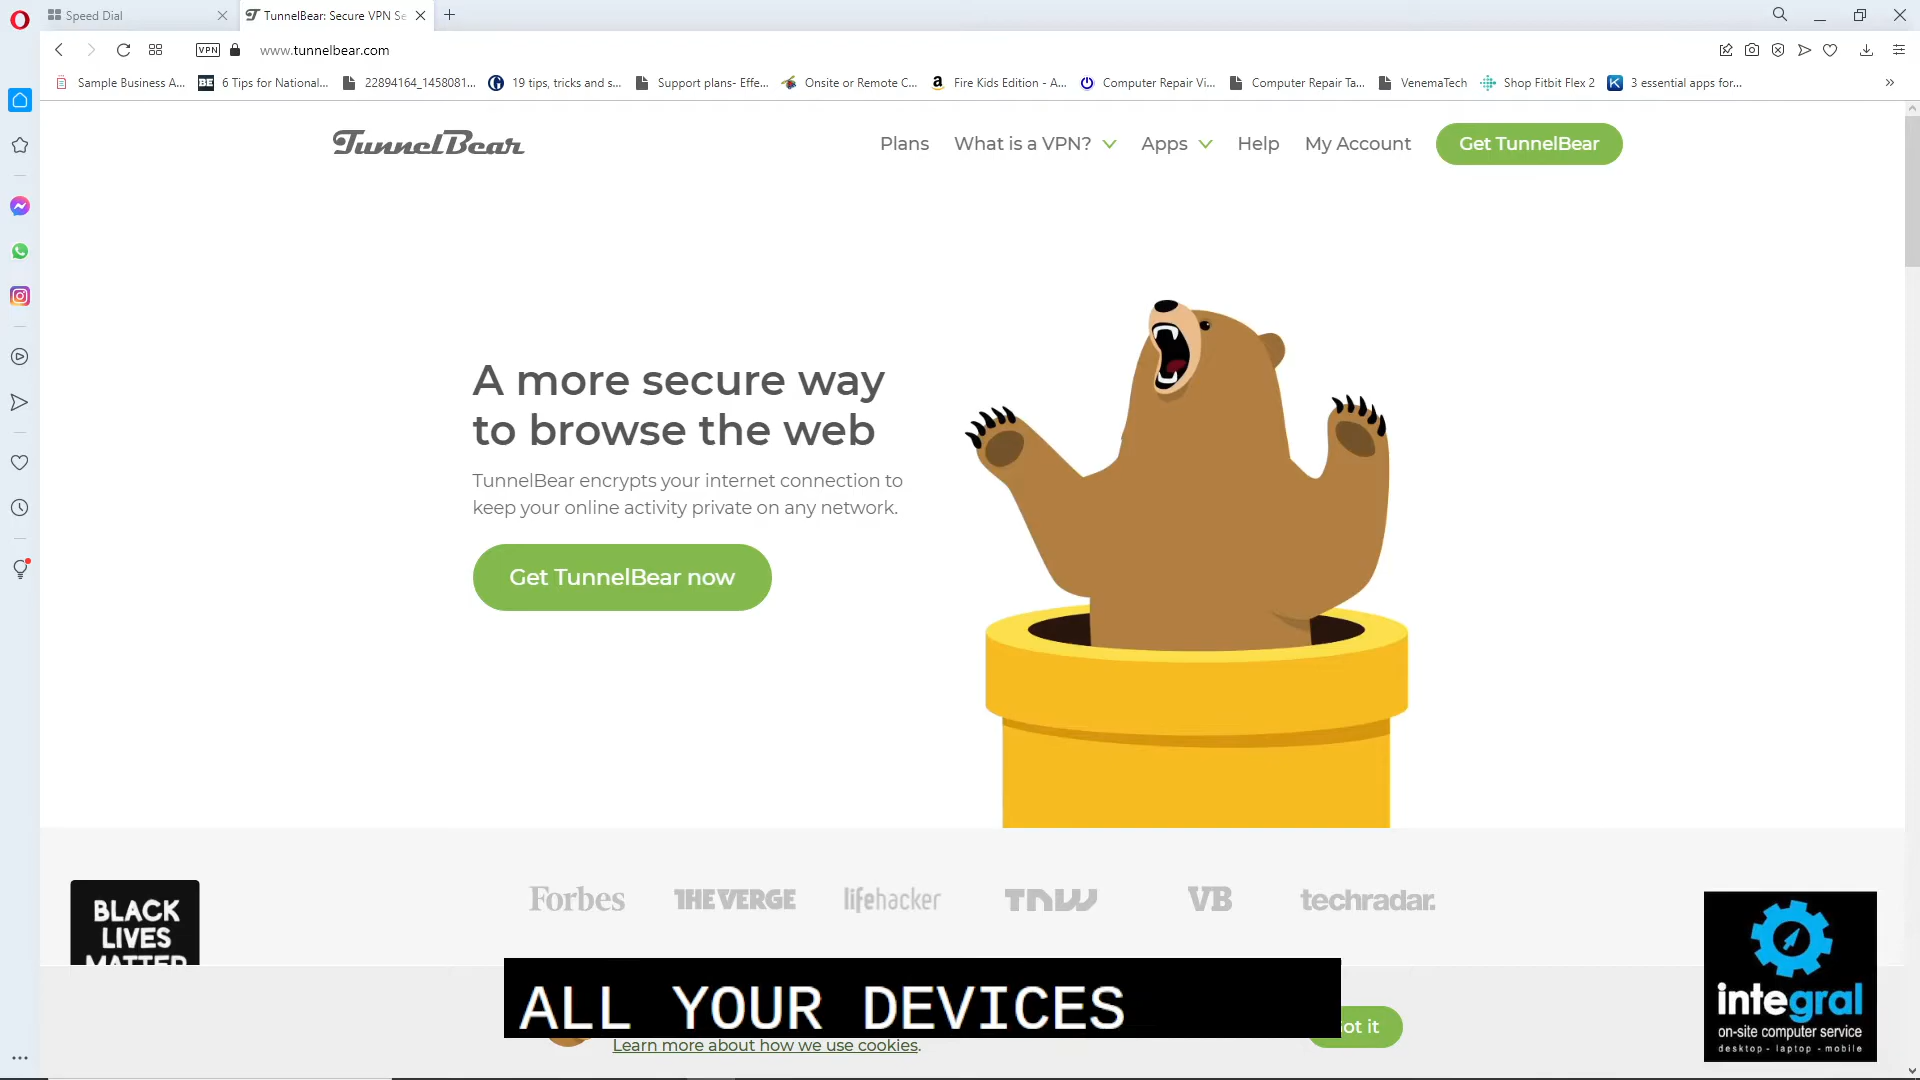 Speed Dial
TunnelBear: Secure VPN Se
VPN
www.tunnelbear.com
Sample Business A...
BE 6 Tips for National...
22894164_1458081...
19 tips, tricks and s...
Support plans- Effe...
Onsite or Remote C...
a Fire Kids Edition - A...
Computer Repair Vi...
Computer Repair Ta...
VenemaTech
Shop Fitbit Flex 2
K 3 essential apps for...
TunnelBear
Plans
What is a VPN?
Apps
Help
My Account
Get TunnelBear
A more secure way
to browse the web
TunnelBear encrypts your internet connection to
keep your online activity private on any network.
Get TunnelBear now
Forbes
THE VERGE
lifehacker
TNW
VB
techradar.
BLACK
LIVES
MATTER
ALL YOUR DEVICES
ot it
Learn more about how we use cookies.
integral
on-site computer service
desktop - laptop - mobile